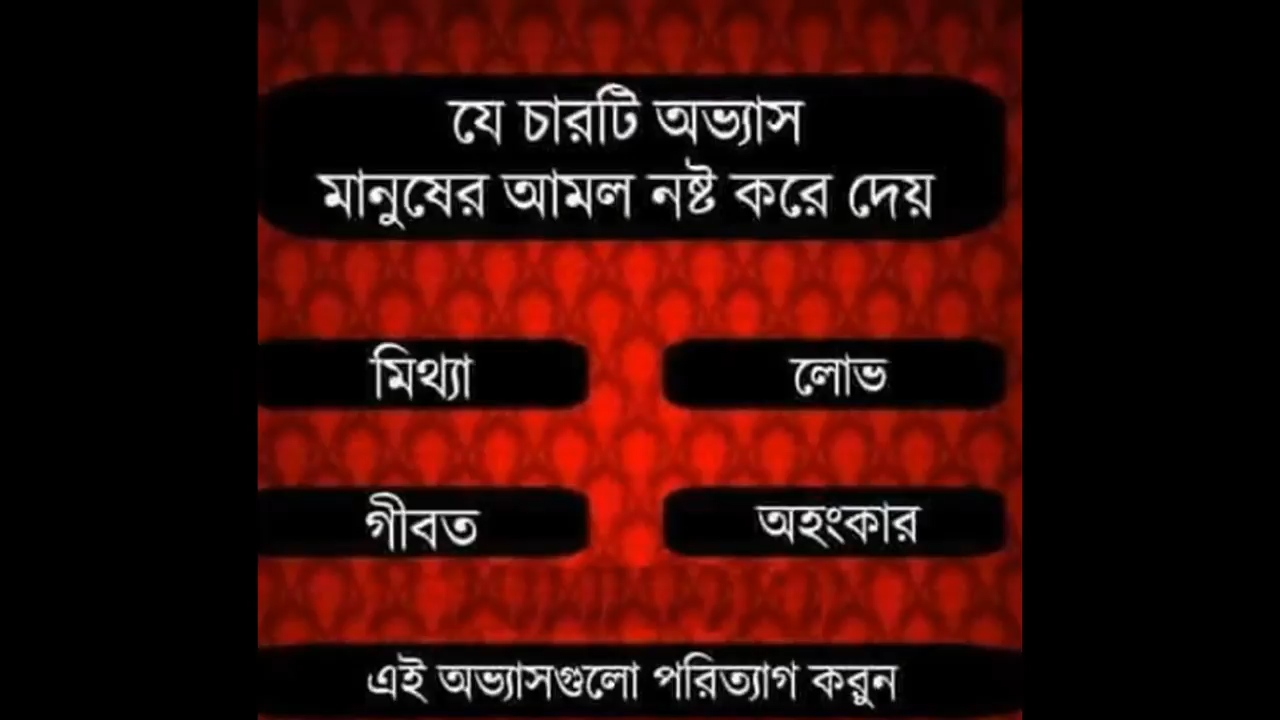 যে চারটি অভ্যাস
মানুষের আমল নষ্ট করে দেয়
মিথ্যা
লোভ
গীবত
অহংকার
এই অভ্যাসগুলো পরিত্যাগ করুন